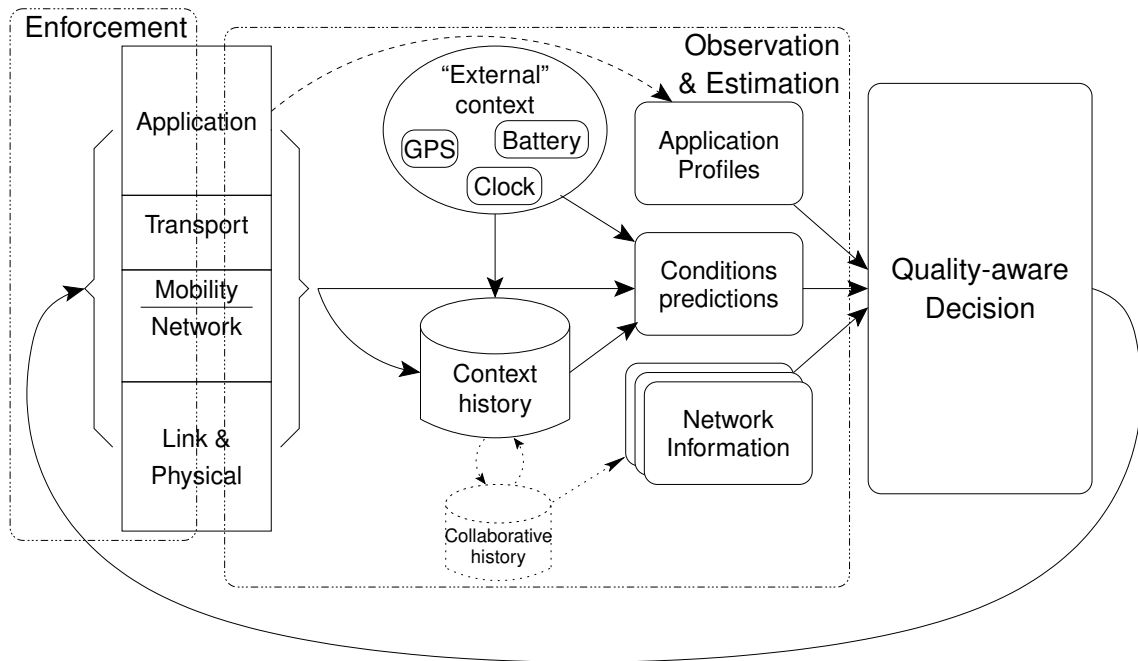 Enforcement
Observation
& Estimation
Application
Transport
Mobility
Network
Link &
Physical
“External”
context
GPS
Battery
Clock
Context
history
Collaborative
history
Application
Profiles
Conditions
predictions
Network
Information
Quality-aware
Decision